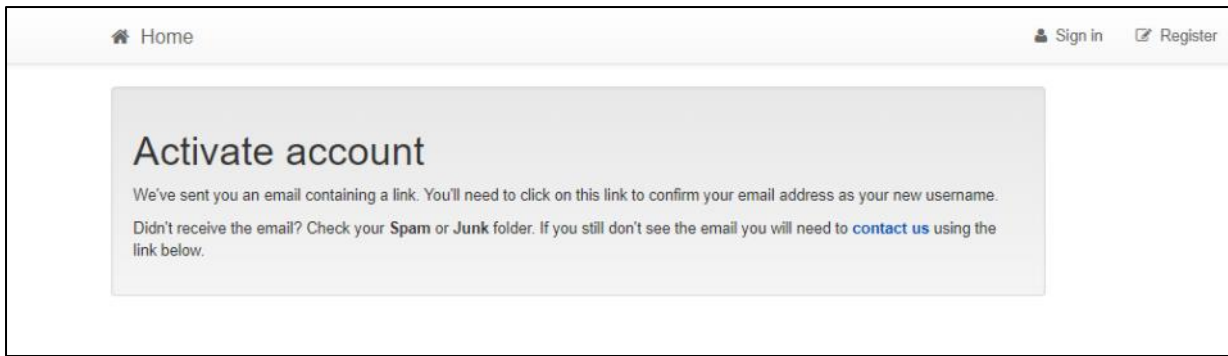 Home
Sign in
Register
Activate account
We've sent you an email containing a link. You'll need to click on this link to confirm your email address as your new username.
Didn't receive the email? Check your Spam or Junk folder. If you still don't see the email you will need to contact us using the
link below.